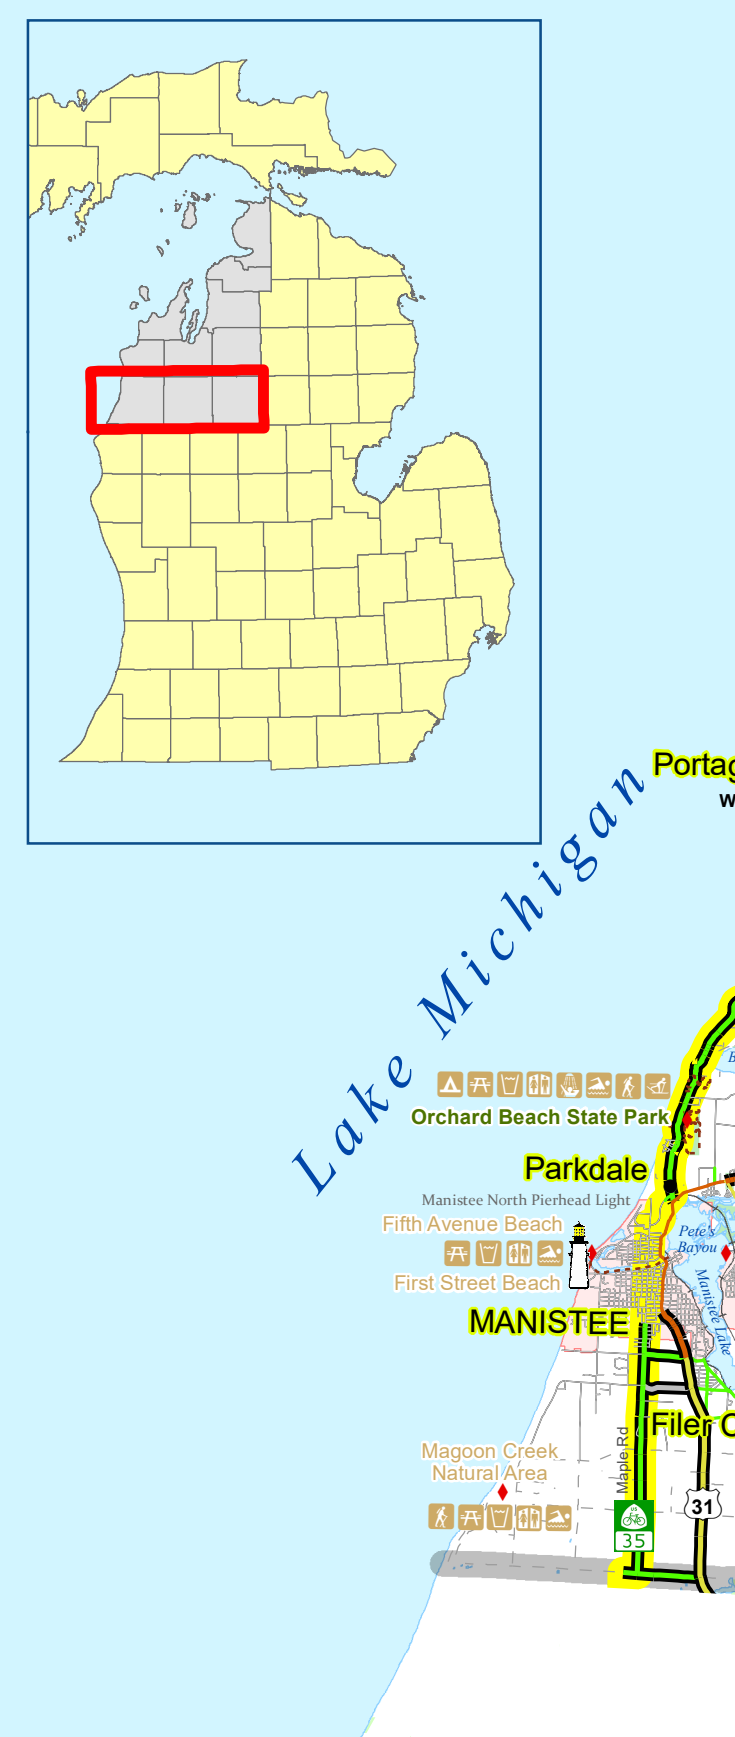 Portag
W
Lake Michigan
Orchard Beach State Park
Parkdale
Manistee North Pierhead Light
Fifth Avenue Beach
First Street Beach
Pete's
Bayou
Manistee Lake
MANISTEE
Filer C
Maple Rd
Magoon Creek
Natural Area
31
US
35